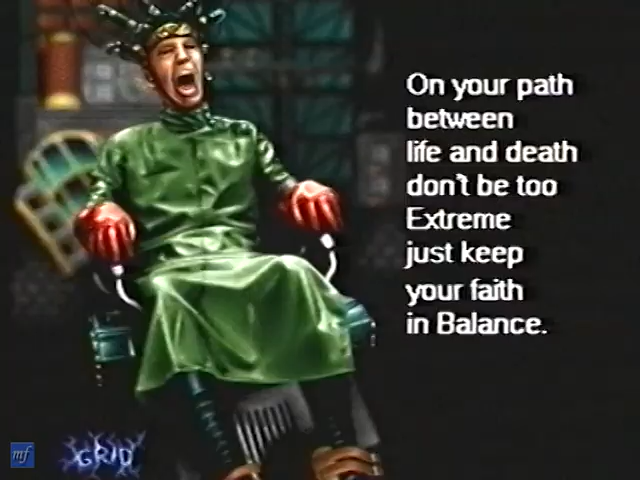 On your path
between
life and death
don't be too
Extreme
just keep
your faith
in Balance.
mf
GRID